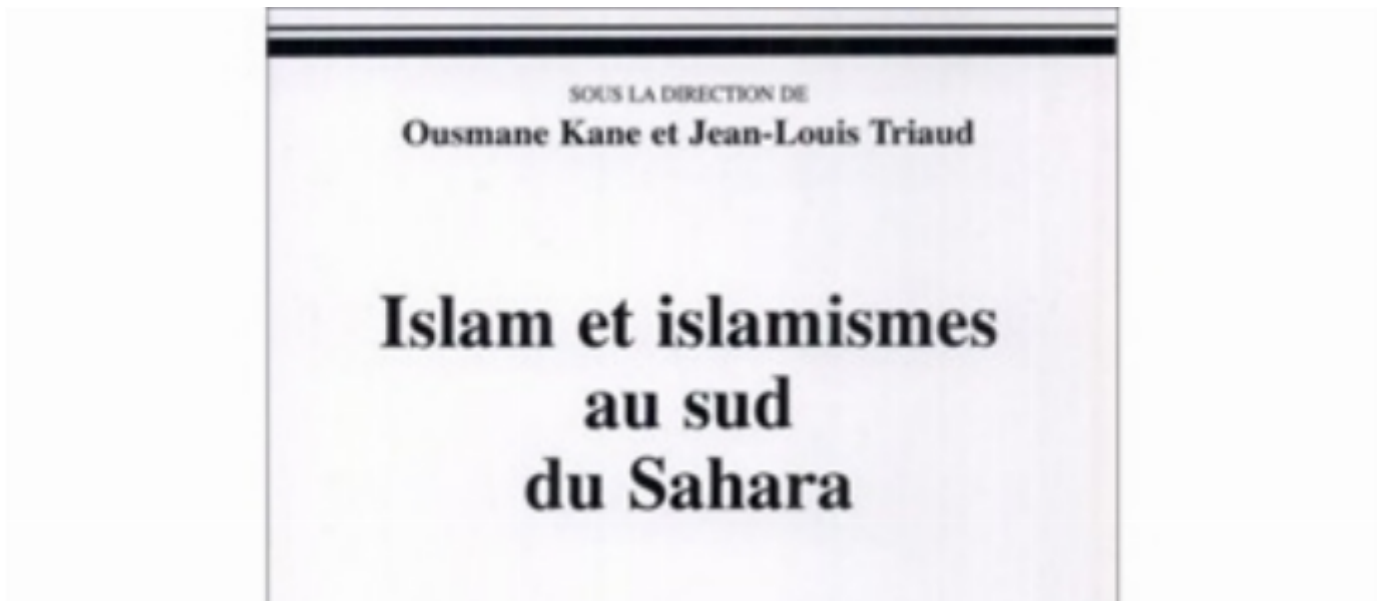 SOUS LA DIRECTION DE
Ousmane Kane et Jean-Louis Triaud
Islam et islamismes
au sud
du Sahara